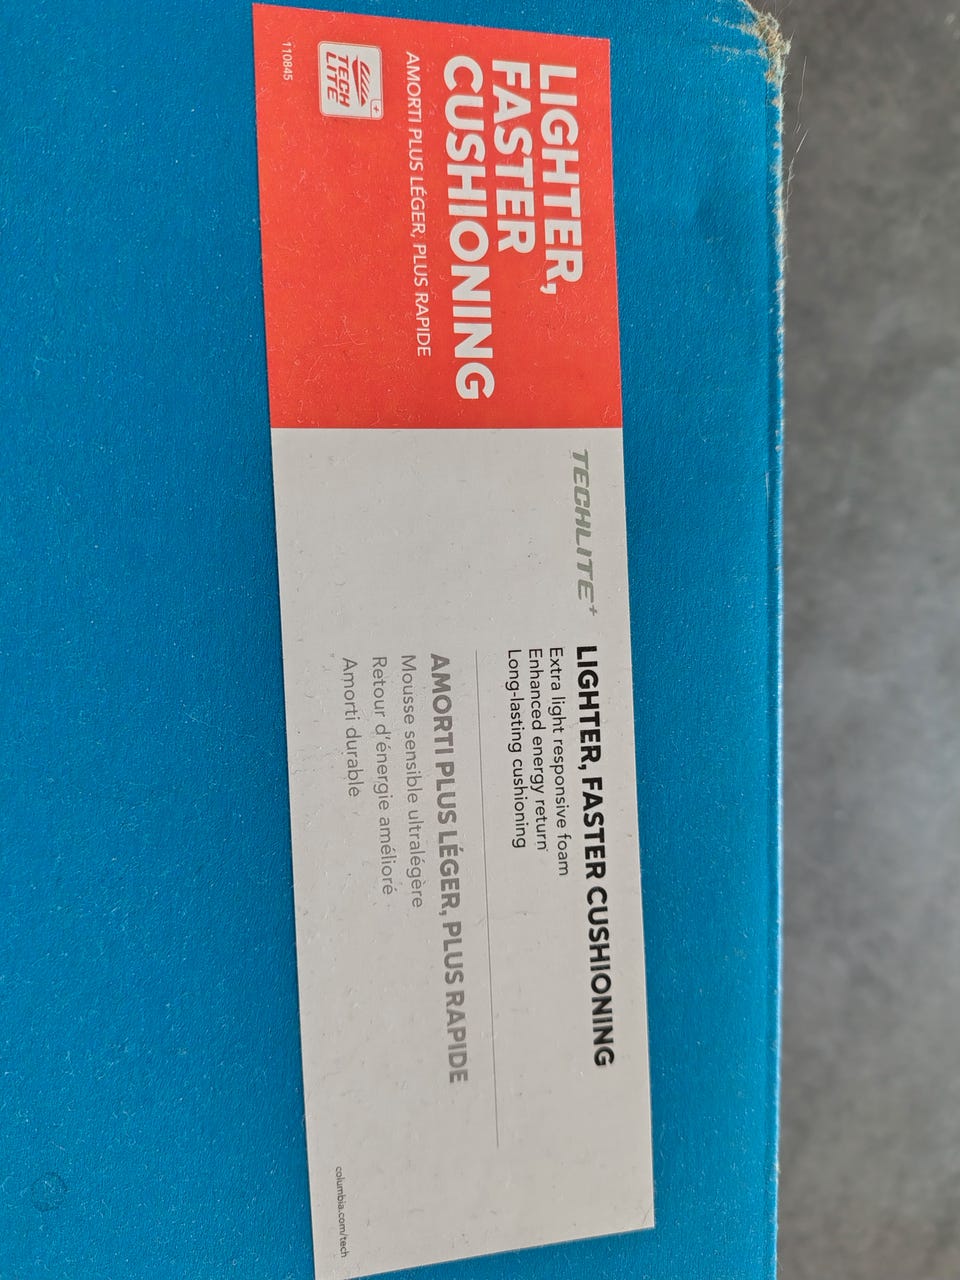 LIGHTER,
FASTER
CUSHIONING
AMORTI PLUS LÉGER, PLUS RAPIDE
TECH
LITE
+
110845
TECHLITE+
LIGHTER, FASTER CUSHIONING
Extra light responsive foam
Enhanced energy return
Long-lasting cushioning
AMORTI PLUS LÉGER, PLUS RAPIDE
Mousse sensible ultralégère
Retour d'énergie amélioré
Amorti durable
columbia.com/tech